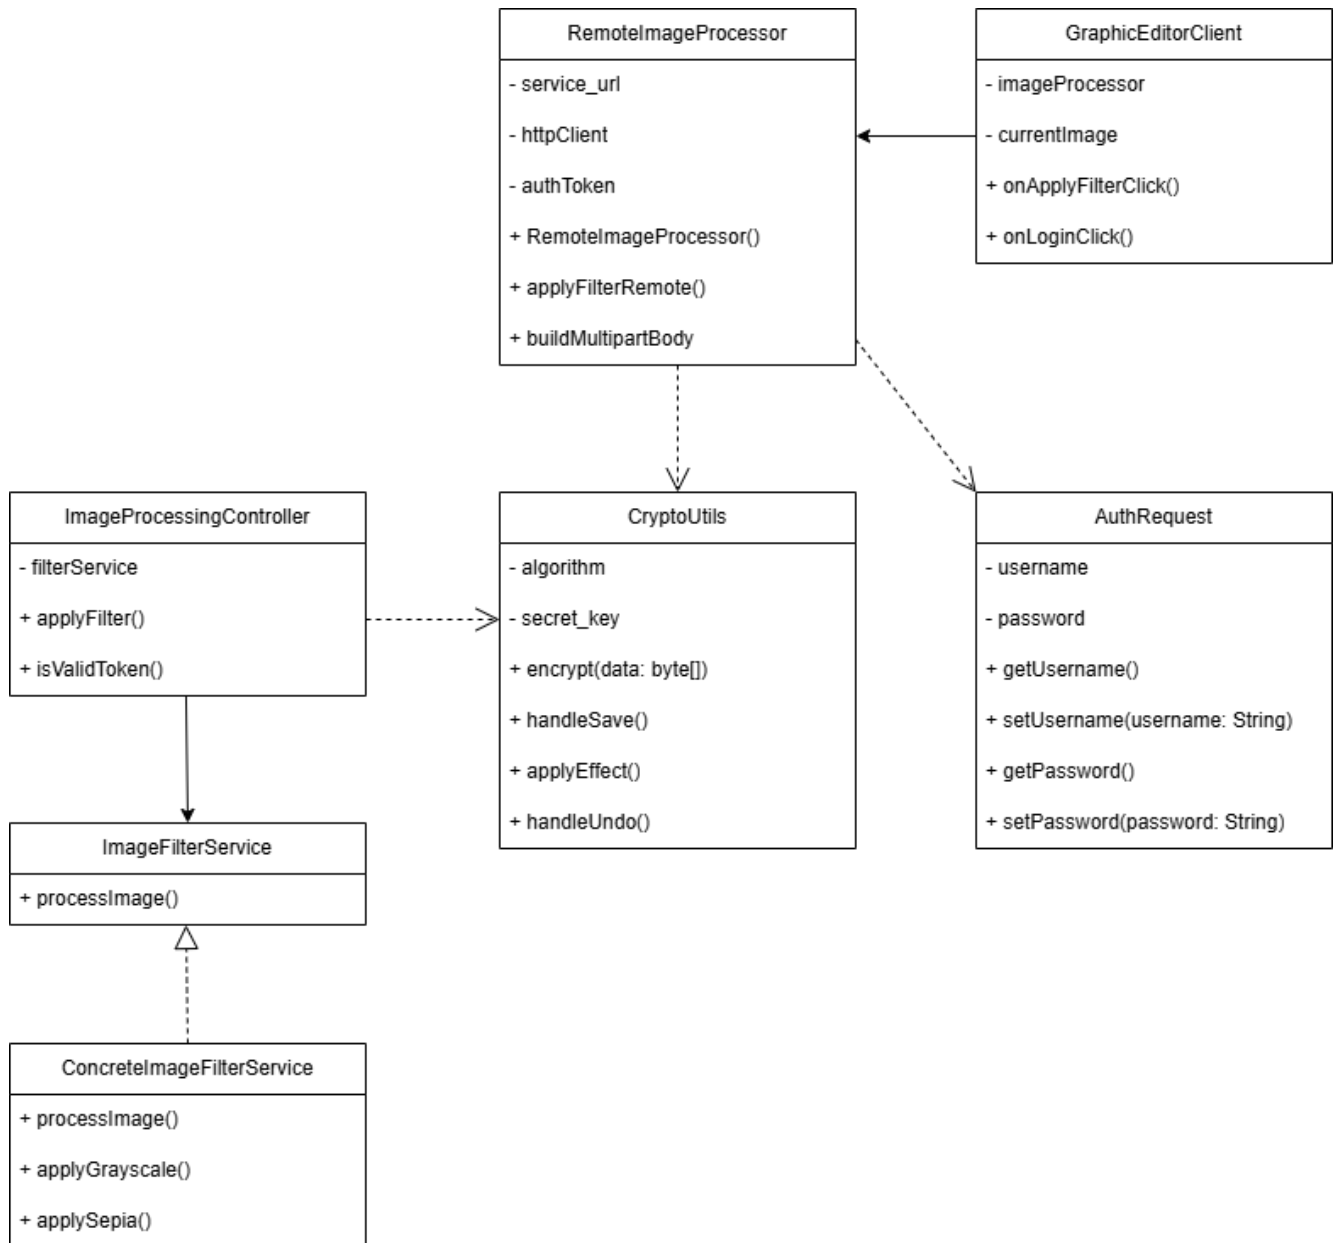 RemoteImageProcessor
- service_url
- httpClient
- authToken
+ RemoteImageProcessor()
+ applyFilterRemote()
+ buildMultipartBody
GraphicEditorClient
- imageProcessor
- currentImage
+ onApplyFilterClick()
+ onLoginClick()
ImageProcessingController
- filterService
+ applyFilter()
+ isValidToken()
CryptoUtils
- algorithm
- secret_key
+ encrypt(data: byte[])
+ handleSave()
+ applyEffect()
+ handleUndo()
AuthRequest
- username
- password
+ getUsername()
+ setUsername(username: String)
+ getPassword()
+ setPassword(password: String)
ImageFilterService
+ processImage()
ConcreteImageFilterService
+ processImage()
+ applyGrayscale()
+ applySepia()